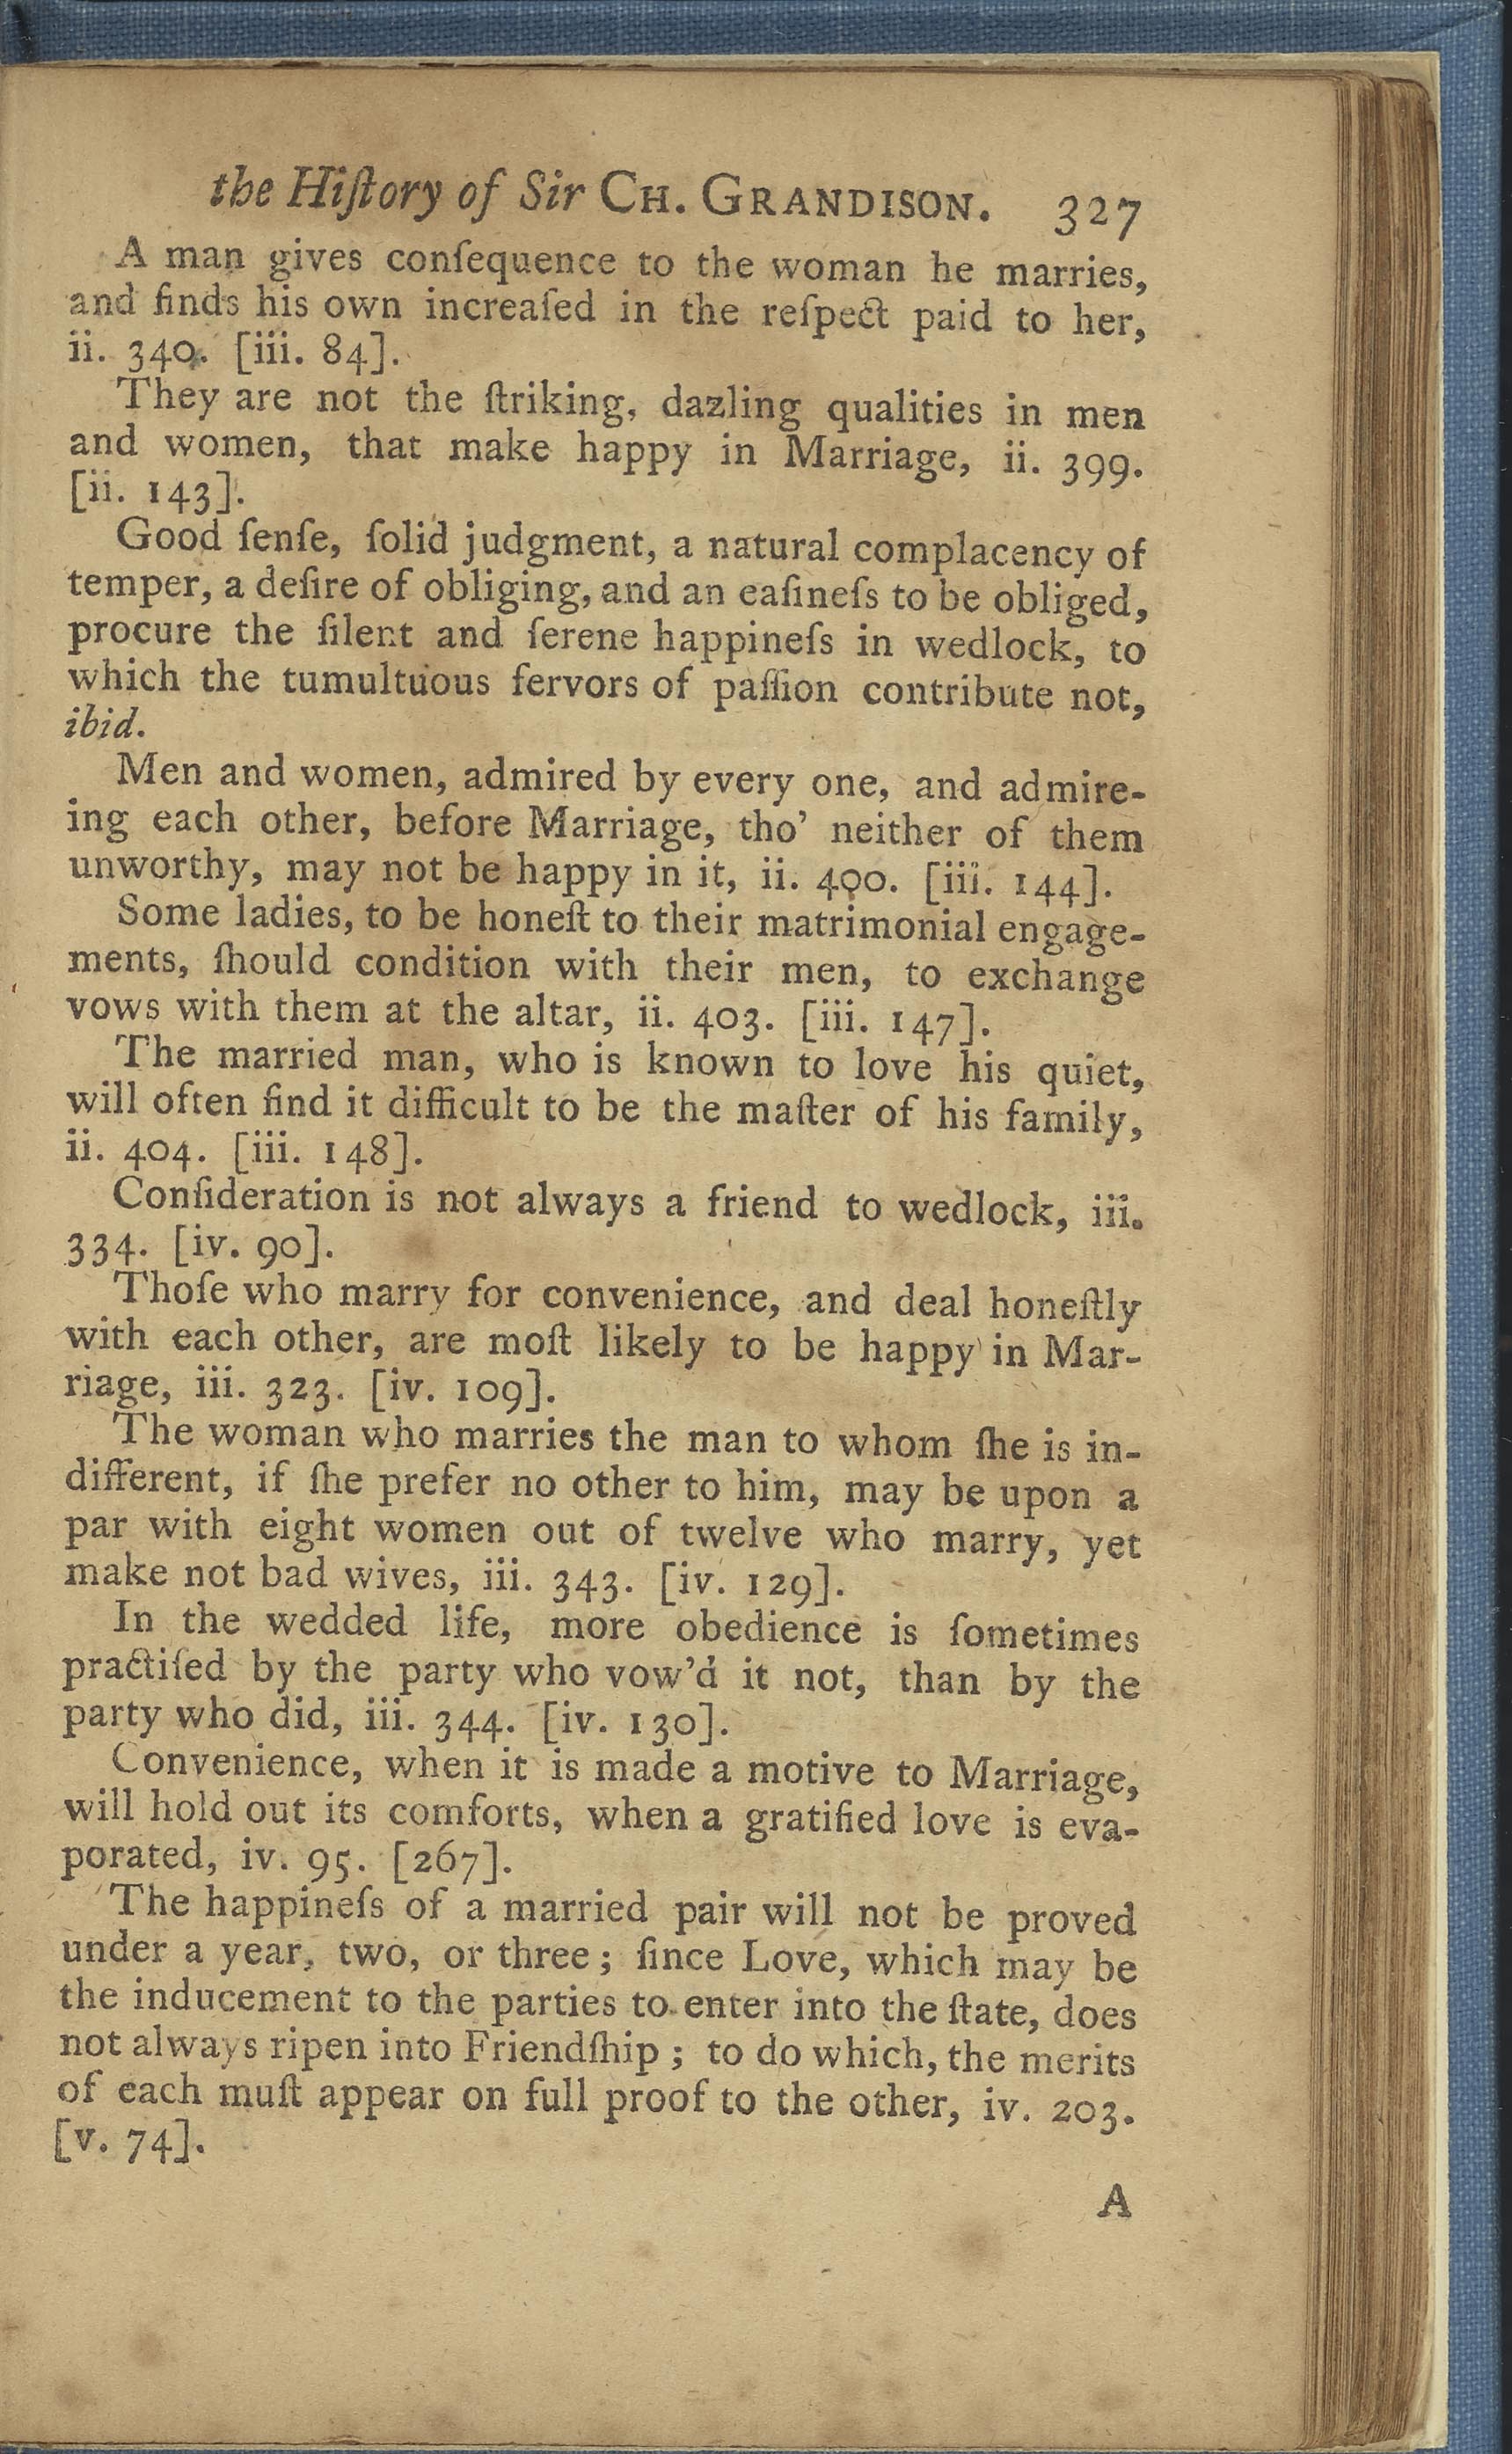 the Hiſtory of Sir CH. GRANDISON. 327
A man gives conſequence to the woman he marries,
and finds his own increaſed in the reſpect paid to her,
ii. 340. [iii. 84].
They are not the ſtriking, dazling qualities in men
and women, that make happy in Marriage, ii. 399.
[ii. 143].
Good ſenſe, ſolid judgment, a natural complacency of
temper, a deſire of obliging, and an eaſineſs to be obliged,
procure the ſilent and ſerene happineſs in wedlock, to
which the tumultuous fervors of paſſion contribute not,
ibid.
Men and women, admired by every one, and admire-
ing each other, before Marriage, tho' neither of them
unworthy, may not be happy in it, ii. 400. [iii. 144].
Some ladies, to be honeſt to their matrimonial engage-
ments, ſhould condition with their men, to exchange
vows with them at the altar, ii. 403. [iii. 147].
The married man, who is known to love his quiet,
will often find it difficult to be the maſter of his family,
ii. 404. [iii. 148].
Conſideration is not always a friend to wedlock, iii.
334. [iv. 90].
Thoſe who marry for convenience, and deal honeſtly
with each other, are moſt likely to be happy in Mar-
riage, iii. 323. [iv. 109].
The woman who marries the man to whom ſhe is in-
different, if ſhe prefer no other to him, may be upon a
par with eight women out of twelve who marry, yet
make not bad wives, iii. 343. [iv. 129].
In the wedded life, more obedience is ſometimes
practiſed by the party who vow'd it not, than by the
party who did, iii. 344. [iv. 130].
Convenience, when it is made a motive to Marriage,
will hold out its comforts, when a gratified love is eva-
porated, iv. 95. [267].
The happineſs of a married pair will not be proved
under a year, two, or three; ſince Love, which may be
the inducement to the parties to enter into the ſtate, does
not always ripen into Friendſhip; to do which, the merits
of each muſt appear on full proof to the other, iv. 203.
[v. 74].
A